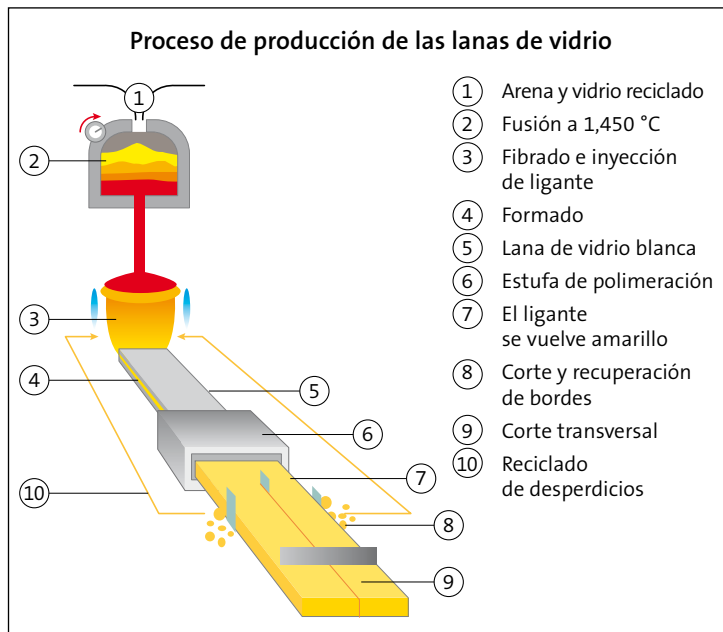 Proceso de producción de las lanas de vidrio
1
2
3
4
5
6
7
8
9
10
1 Arena y vidrio reciclado
2 Fusión a 1,450 °C
3 Fibrado e inyección
de ligante
4 Formado
5 Lana de vidrio blanca
6 Estufa de polimeración
7 El ligante
se vuelve amarillo
8 Corte y recuperación
de bordes
9 Corte transversal
10 Reciclado
de desperdicios